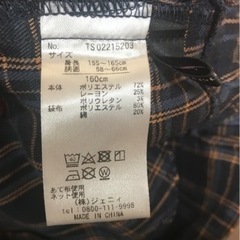 No. TS02215203
サイズ
身長 155~165cm
胴囲 58~66cm
160cm
本体 ポリエステル 72%
レーヨン 25%
ポリウレタン 3%
袋布 ポリエステル 80%
綿 20%
あて布使用
ネット使用
(株)ジェニィ
tel:0800-111-9998
MADE IN CHINA